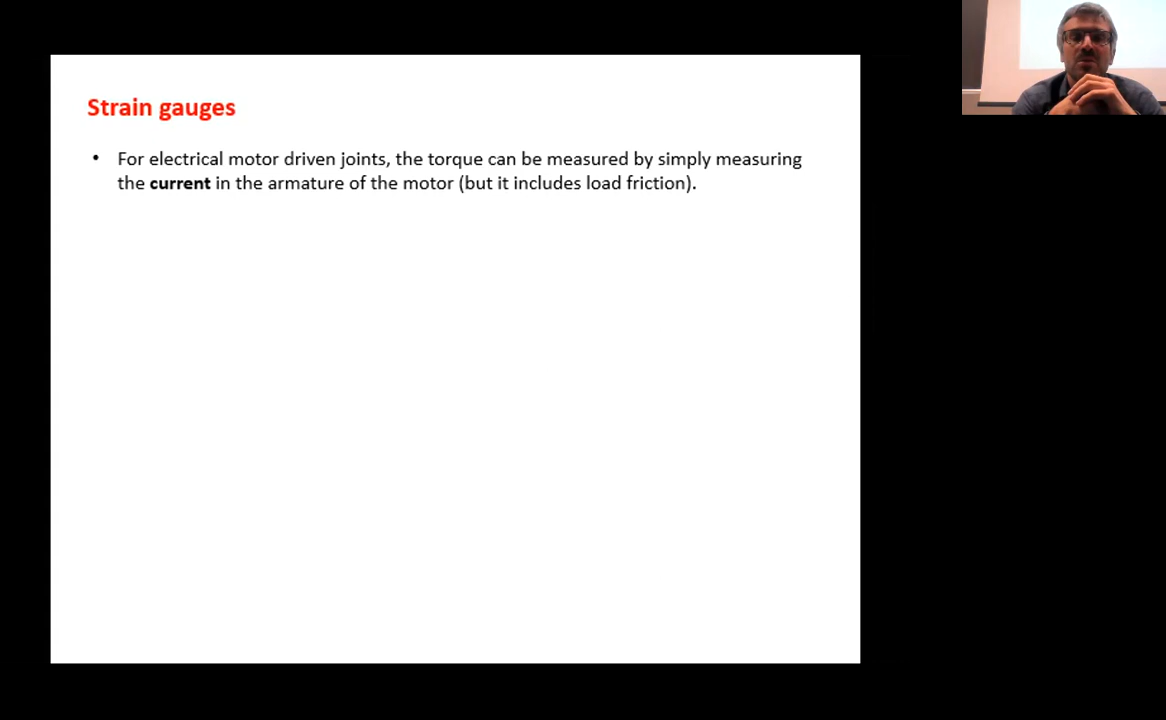 Strain gauges
• For electrical motor driven joints, the torque can be measured by simply measuring
the current in the armature of the motor (but it includes load friction).